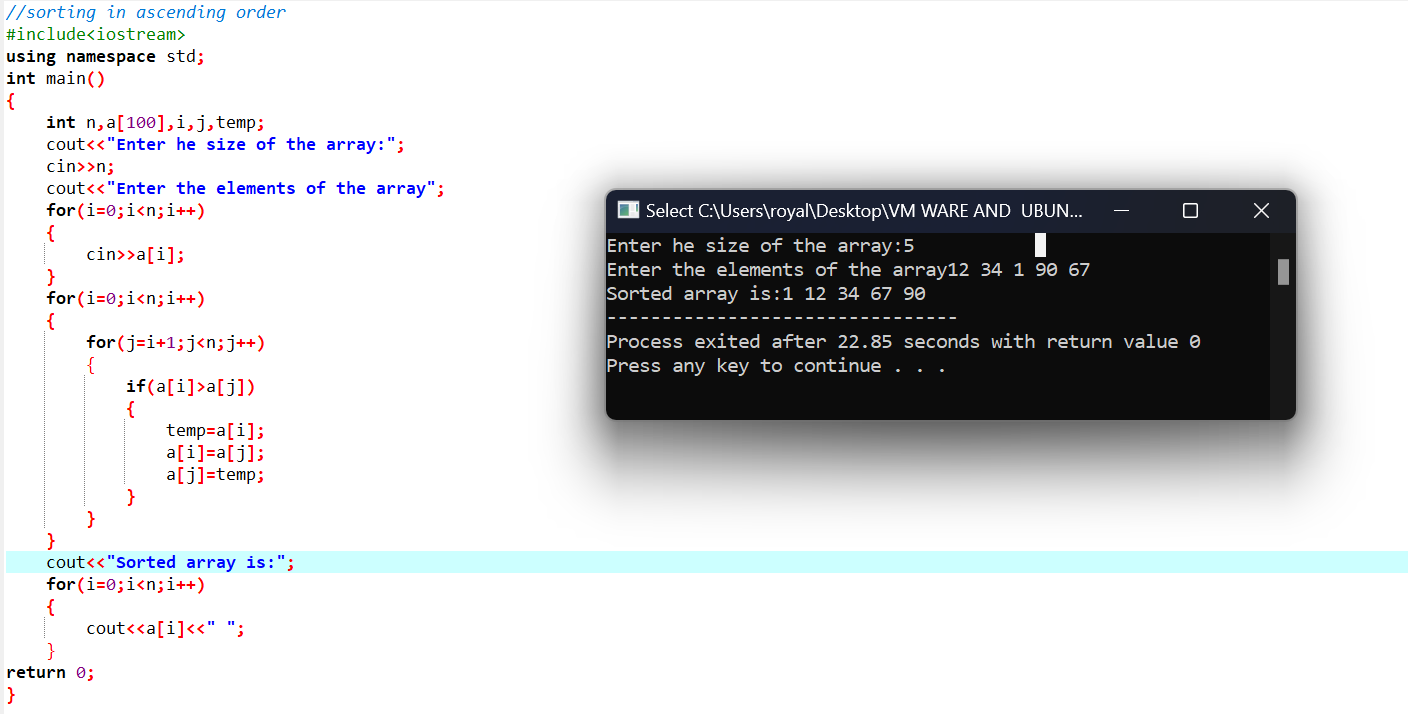 //sorting in ascending order
#include<iostream>
using namespace std;
int main()
{
    int n,a[100],i,j,temp;
    cout<<"Enter he size of the array:";
    cin>>n;
    cout<<"Enter the elements of the array";
    for(i=0;i<n;i++)
    {
        cin>>a[i];
    }
    for(i=0;i<n;i++)
    {
        for(j=i+1;j<n;j++)
        {
            if(a[i]>a[j])
            {
                temp=a[i];
                a[i]=a[j];
                a[j]=temp;
            }
        }
    }
    cout<<"Sorted array is:";
    for(i=0;i<n;i++)
    {
        cout<<a[i]<<" ";
    }
return 0;
}
Select C:\Users\royal\Desktop\VM WARE AND  UBUN...
Enter he size of the array:5
Enter the elements of the array12 34 1 90 67
Sorted array is:1 12 34 67 90
--------------------------------
Process exited after 22.85 seconds with return value 0
Press any key to continue . . .